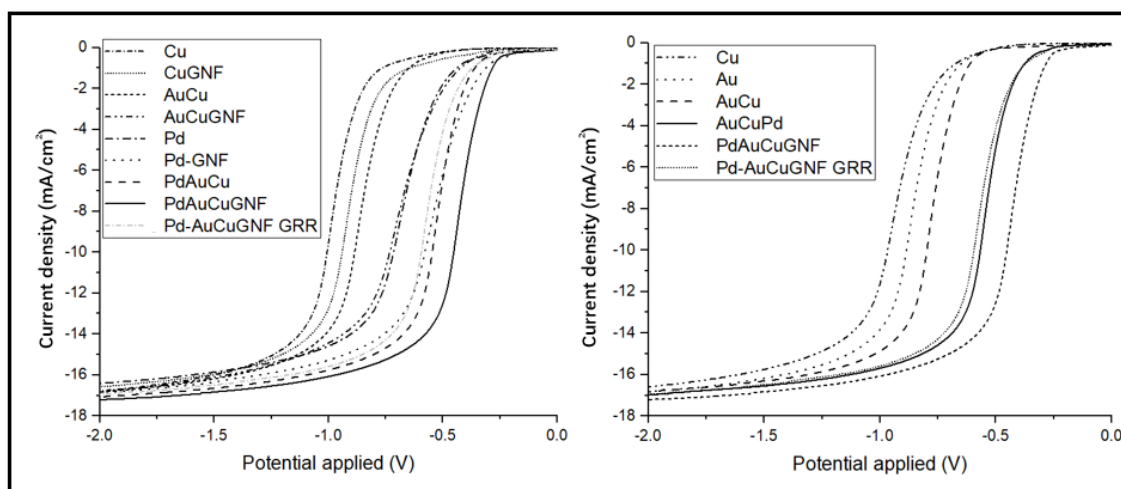 Cu
CuGNF
AuCu
AuCuGNF
Pd
Pd-GNF
PdAuCu
PdAuCuGNF
Pd-AuCuGNF GRR
Current density (mA/cm²)
0
-2
-4
-6
-8
-10
-12
-14
-16
-18
-2.0
-1.5
-1.0
-0.5
0.0
Potential applied (V)
Cu
Au
AuCu
AuCuPd
PdAuCuGNF
Pd-AuCuGNF GRR
Current density (mA/cm²)
0
-2
-4
-6
-8
-10
-12
-14
-16
-18
-2.0
-1.5
-1.0
-0.5
0.0
Potential applied (V)